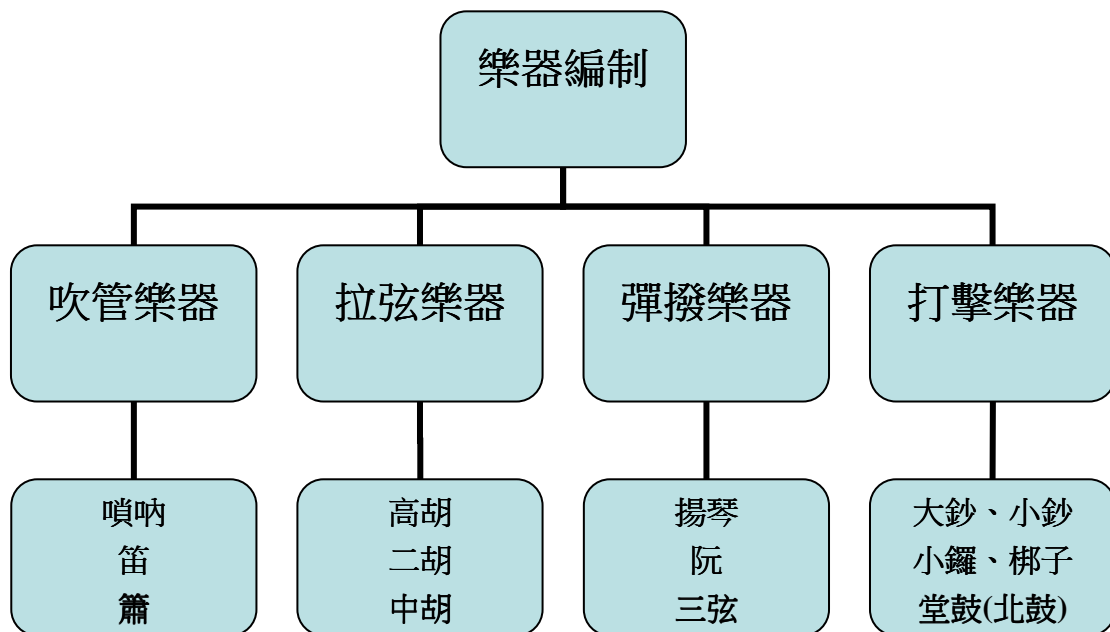 樂器編制
吹管樂器
拉弦樂器
彈撥樂器
打擊樂器
嗩吶
笛
簫
高胡
二胡
中胡
揚琴
阮
三弦
大鈔、小鈔
小鑼、梆子
堂鼓(北鼓)